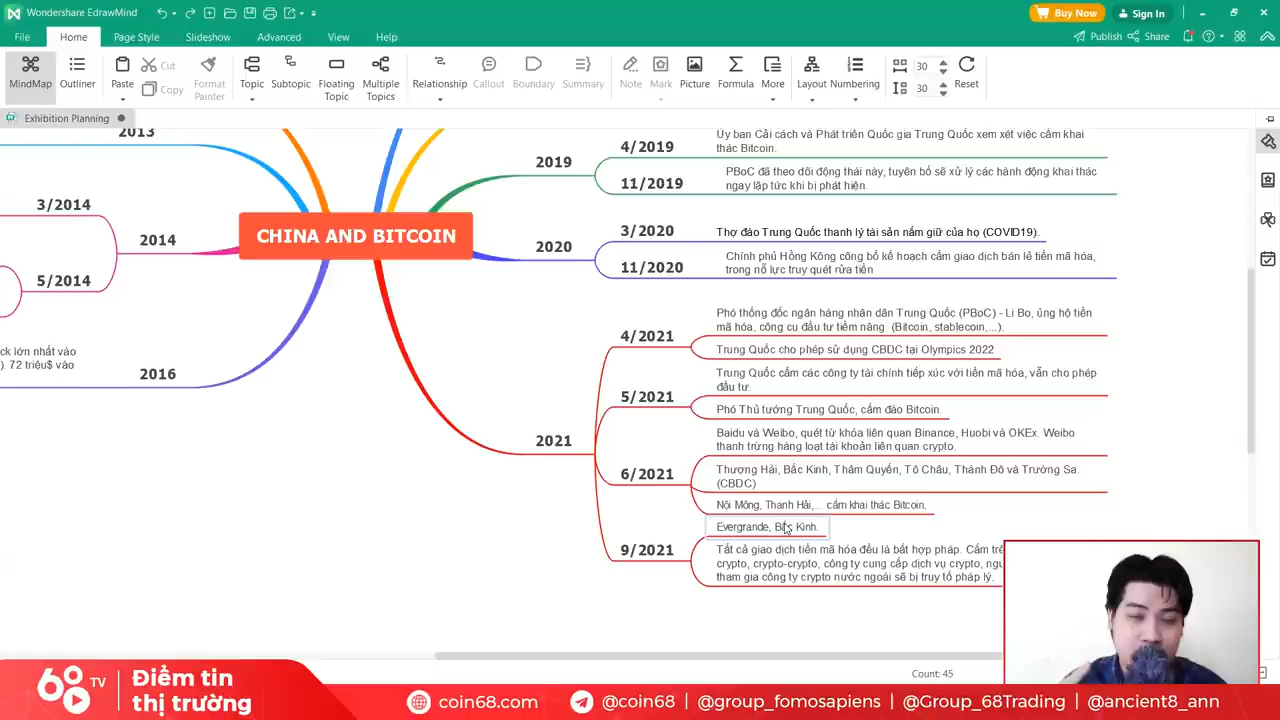 Wondershare EdrawMind
Buy Now
Sign In
File
Home
Page Style
Slideshow
Advanced
View
Help
Publish
Share
MindMap
Outliner
Paste
Cut
Copy
Format
Painter
Topic
Subtopic
Floating
Topic
Multiple
Topics
Relationship
Callout
Boundary
Summary
Note
Mark
Picture
Formula
More
Layout
Numbering
30
30
Reset
Exhibition Planning
2013
3/2014
2014
5/2014
ck lớn nhất vào
). 72 triệu$ vào
2016
CHINA AND BITCOIN
2019
4/2019
Ủy ban Cải cách và Phát triển Quốc gia Trung Quốc xem xét việc cấm khai
thác Bitcoin.
11/2019
PBoC đã theo dõi động thái này, tuyên bố sẽ xử lý các hành động khai thác
ngay lập tức khi bị phát hiện.
2020
3/2020
Thợ đào Trung Quốc thanh lý tài sản nắm giữ của họ (COVID19).
11/2020
Chính phủ Hồng Kông công bố kế hoạch cấm giao dịch bán lẻ tiền mã hóa,
trong nỗ lực truy quét rửa tiền
2021
4/2021
Phó thống đốc ngân hàng nhân dân Trung Quốc (PBoC) - Li Bo, ủng hộ tiền
mã hóa, công cụ đầu tư tiềm năng (Bitcoin, stablecoin,...).
Trung Quốc cho phép sử dụng CBDC tại Olympics 2022
5/2021
Trung Quốc cấm các công ty tài chính tiếp xúc với tiền mã hóa, vẫn cho phép
đầu tư.
Phó Thủ tướng Trung Quốc, cấm đào Bitcoin.
6/2021
Baidu và Weibo, quét từ khóa liên quan Binance, Huobi và OKEx. Weibo
thanh trừng hàng loạt tài khoản liên quan crypto.
Thượng Hải, Bắc Kinh, Thâm Quyến, Tô Châu, Thành Đô và Trường Sa.
(CBDC)
Nội Mông, Thanh Hải,... cấm khai thác Bitcoin.
9/2021
Evergrande, Bắc Kinh.
Tất cả giao dịch tiền mã hóa đều là bất hợp pháp. Cấm
crypto, crypto-crypto, công ty cung cấp dịch vụ crypto,
tham gia công ty crypto nước ngoài sẽ bị truy tố pháp lý.
Count: 45
68 TV
Điểm tin
thị trường
coin68.com
@coin68 | @group_fomosapiens | @Group_68Trading | @ancient8_ann